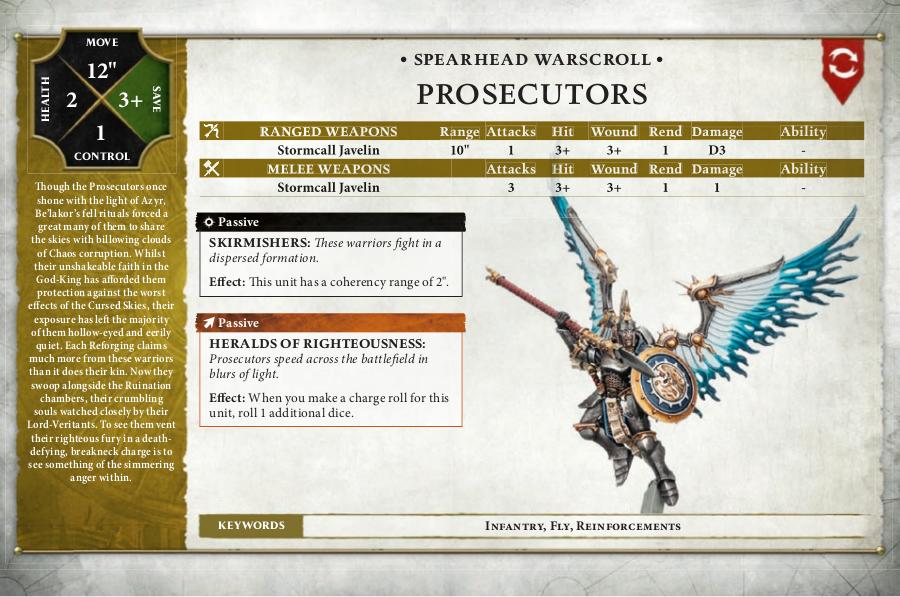 MOVE
12"
HEALTH
2
3+
SAVE
1
CONTROL
Though the Prosecutors once
shone with the light of Azyr,
Be'lakor's fell rituals forced a
great many of them to share
the skies with billowing clouds
of Chaos corruption. Whilst
their unshakeable faith in the
God-King has afforded them
protection against the worst
effects of the Cursed Skies, their
exposure has left the majority
of them hollow-eyed and eerily
quiet. Each Reforging claims
much more from these warriors
than it does their kin. Now they
swoop alongside the Ruination
chambers, their crumbling
souls watched closely by their
Lord-Veritants. To see them vent
their righteous fury in a death-
defying, breakneck charge is to
see something of the simmering
anger within.
• SPEARHEAD WARSCROLL •
PROSECUTORS
RANGED WEAPONS Range Attacks Hit Wound Rend Damage Ability
Stormcall Javelin 10" 1 3+ 3+ 1 D3 -
MELEE WEAPONS Attacks Hit Wound Rend Damage Ability
Stormcall Javelin 3 3+ 3+ 1 1 -
Passive
SKIRMISHERS: These warriors fight in a
dispersed formation.
Effect: This unit has a coherency range of 2".
Passive
HERALDS OF RIGHTEOUSNESS:
Prosecutors speed across the battlefield in
blurs of light.
Effect: When you make a charge roll for this
unit, roll 1 additional dice.
KEYWORDS
Infantry, Fly, Reinforcements